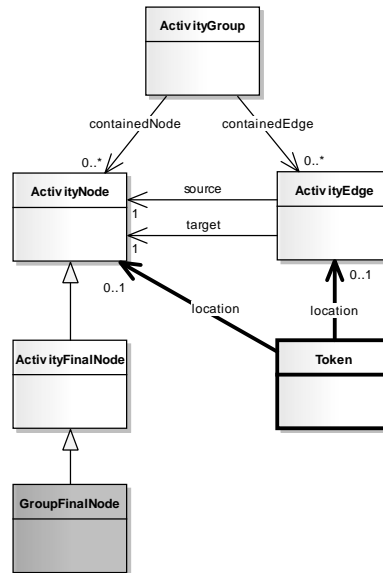 ActivityGroup
containedNode
containedEdge
0..*
0..*
ActivityNode
source
ActivityEdge
1
target
1
0..1
0..1
location
location
ActivityFinalNode
Token
GroupFinalNode